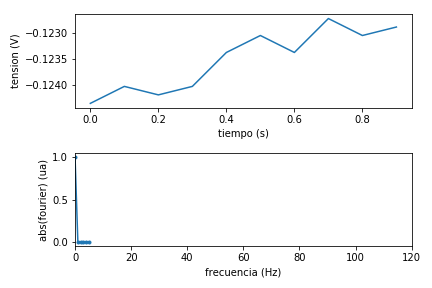 tension (V)
−0.1230
−0.1235
−0.1240
0.0 0.2 0.4 0.6 0.8
tiempo (s)
abs(fourier) (ua)
1.0
0.5
0.0
0 20 40 60 80 100 120
frecuencia (Hz)